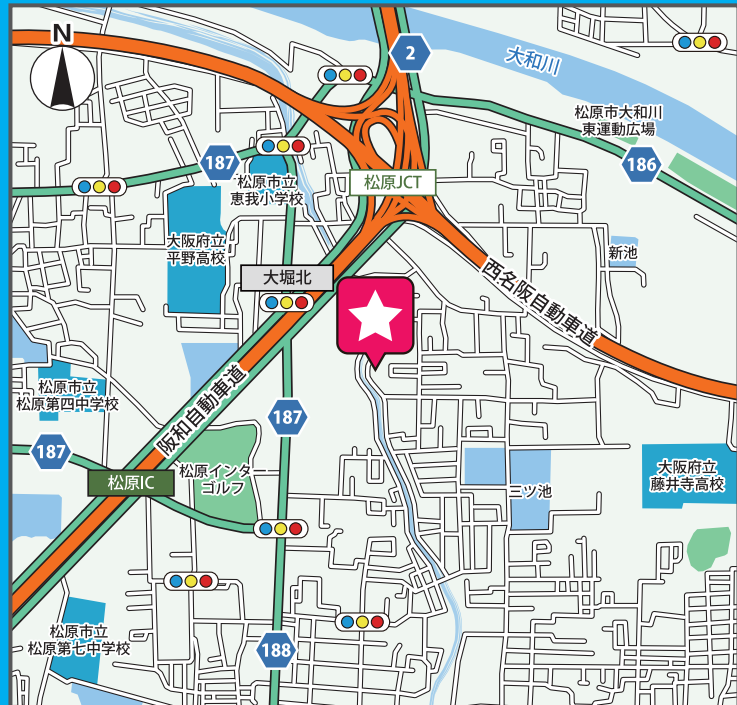 N
2
大和川
松原市大和川
東運動広場
186
187
松原市立
恵我小学校
松原JCT
大阪府立
平野高校
新池
大堀北
西名阪自動車道
松原市立
松原第四中学校
阪和自動車道
187
187
松原インター
ゴルフ
松原IC
三ツ池
大阪府立
藤井寺高校
松原市立
松原第七中学校
188